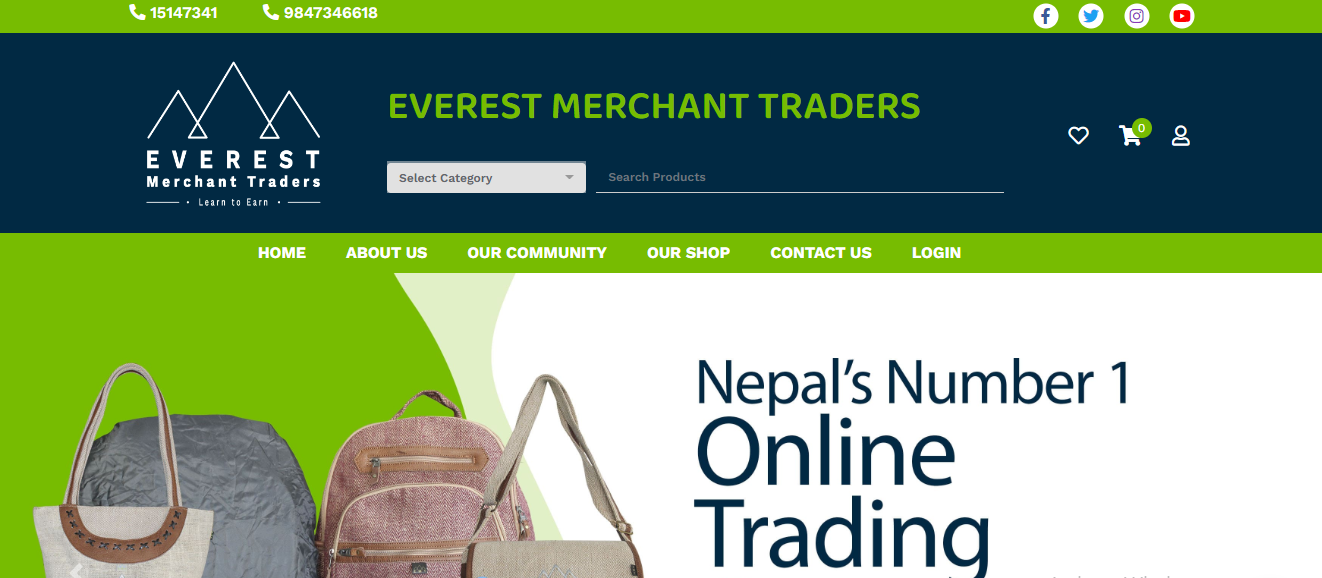 15147341 9847346618
EVEREST MERCHANT TRADERS
EVEREST
Merchant Traders
• Learn to Earn •
0
Select Category Search Products
HOME ABOUT US OUR COMMUNITY OUR SHOP CONTACT US LOGIN
Nepal's Number 1
Online
Trading